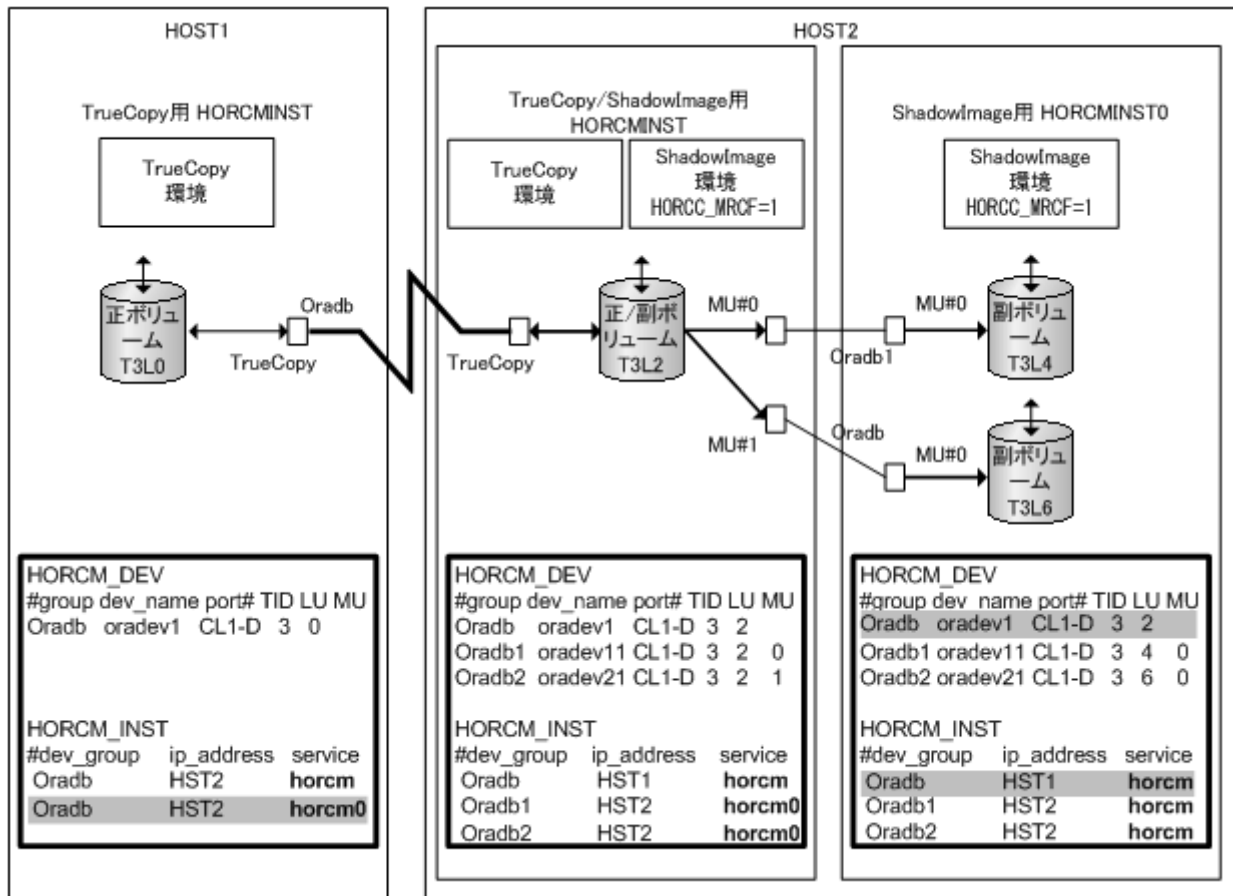 HOST1
TrueCopy用 HORCMINST
TrueCopy
環境
正ボリュ
ーム
T3L0
Oradb
TrueCopy
HORCM_DEV
#group dev_name port# TID LU MU
Oradb oradev1 CL1-D 3 0
HORCM_INST
#dev_group ip_address service
Oradb HST2 horcm
Oradb HST2 horcm0
HOST2
TrueCopy/ShadowImage用
HORCMINST
TrueCopy
環境
ShadowImage
環境
HORCC_MRCF=1
TrueCopy
正/副ボ
リューム
T3L2
MU#0
MU#1
Oradb1
Oradb
HORCM_DEV
#group dev_name port# TID LU MU
Oradb oradev1 CL1-D 3 2
Oradb1 oradev11 CL1-D 3 2 0
Oradb2 oradev21 CL1-D 3 2 1
HORCM_INST
#dev_group ip_address service
Oradb HST1 horcm
Oradb1 HST2 horcm0
Oradb2 HST2 horcm0
ShadowImage用 HORCMINST0
ShadowImage
環境
HORCC_MRCF=1
MU#0
副ボリュ
ーム
T3L4
MU#0
副ボリュ
ーム
T3L6
HORCM_DEV
#group dev_name port# TID LU MU
Oradb oradev1 CL1-D 3 2
Oradb1 oradev11 CL1-D 3 4 0
Oradb2 oradev21 CL1-D 3 6 0
HORCM_INST
#dev_group ip_address service
Oradb HST1 horcm
Oradb1 HST2 horcm
Oradb2 HST2 horcm